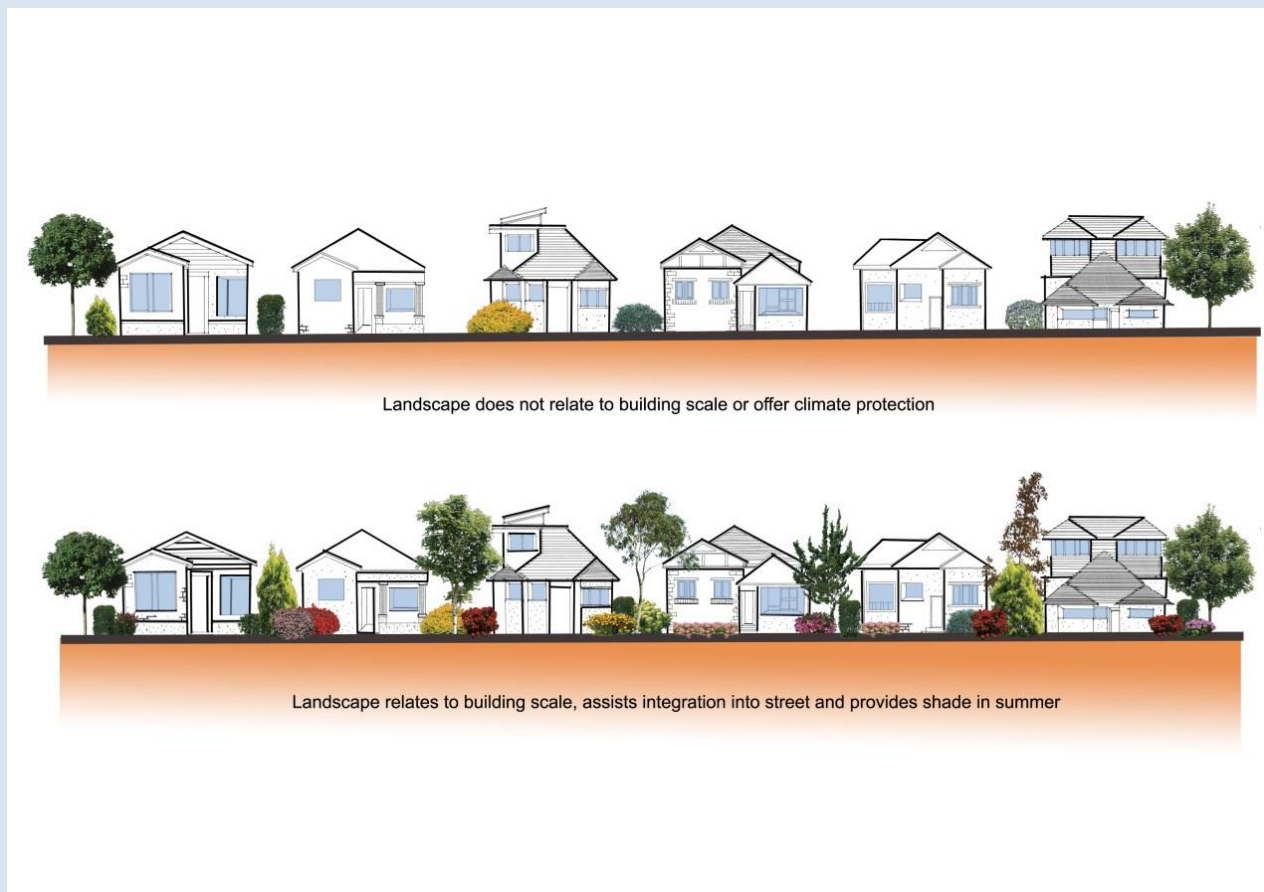 Landscape does not relate to building scale or offer climate protection
Landscape relates to building scale, assists integration into street and provides shade in summer